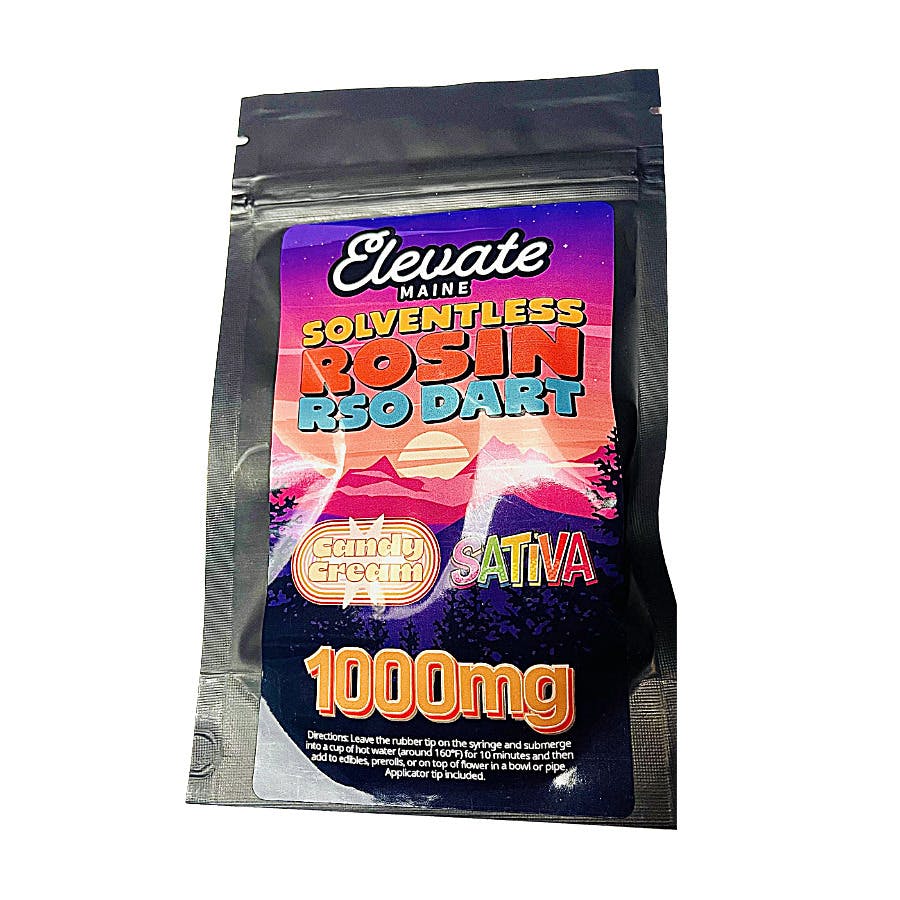 Elevate
MAINE
SOLVENTLESS
ROSIN
RSO DART
Candy
Cream
SATIVA
1000mg
Directions: Leave the rubber tip on the syringe and submerge
into a cup of hot water (around 160°F) for 10 minutes and then
add to edibles, prerolls, or on top of flower in a bowl or pipe.
Applicator tip included.